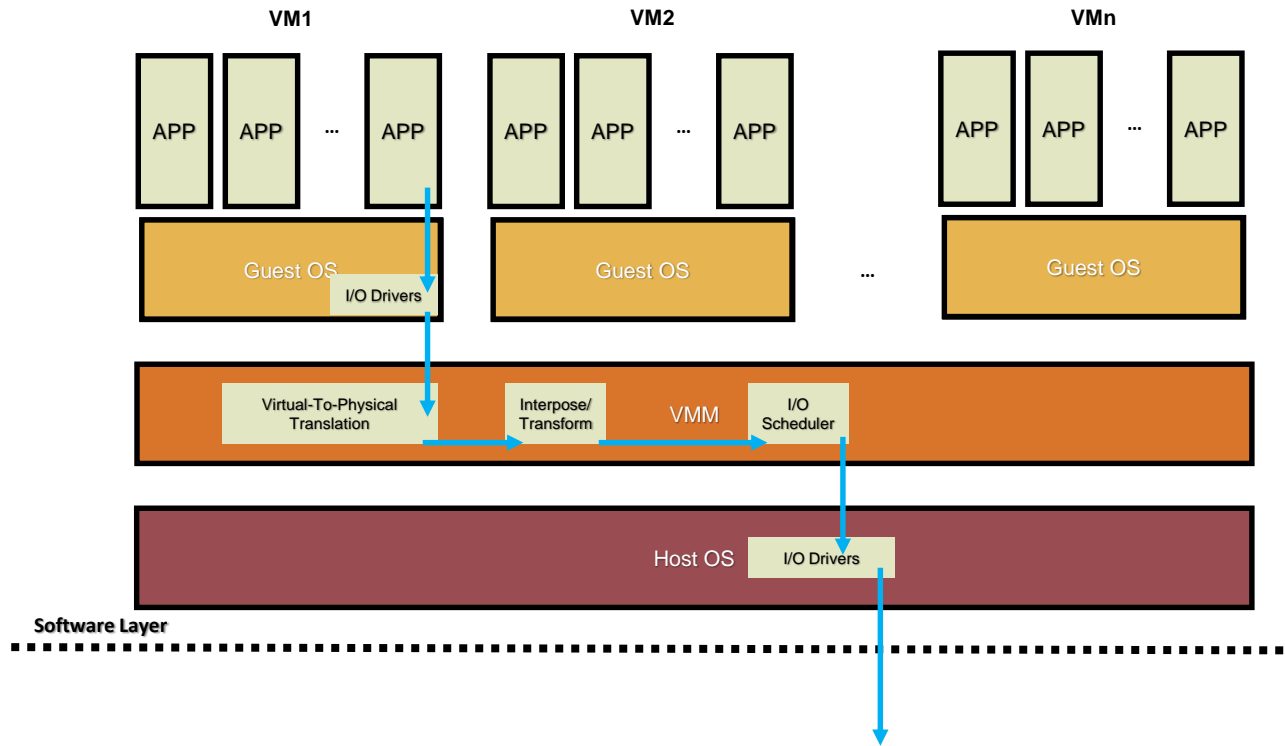 VM1 VM2 VMn
APP APP ... APP APP APP ... APP APP APP ... APP
...
Guest OS Guest OS ... Guest OS
I/O Drivers
Virtual-To-Physical
Translation
Interpose/
Transform
VMM
I/O
Scheduler
Host OS I/O Drivers
Software Layer